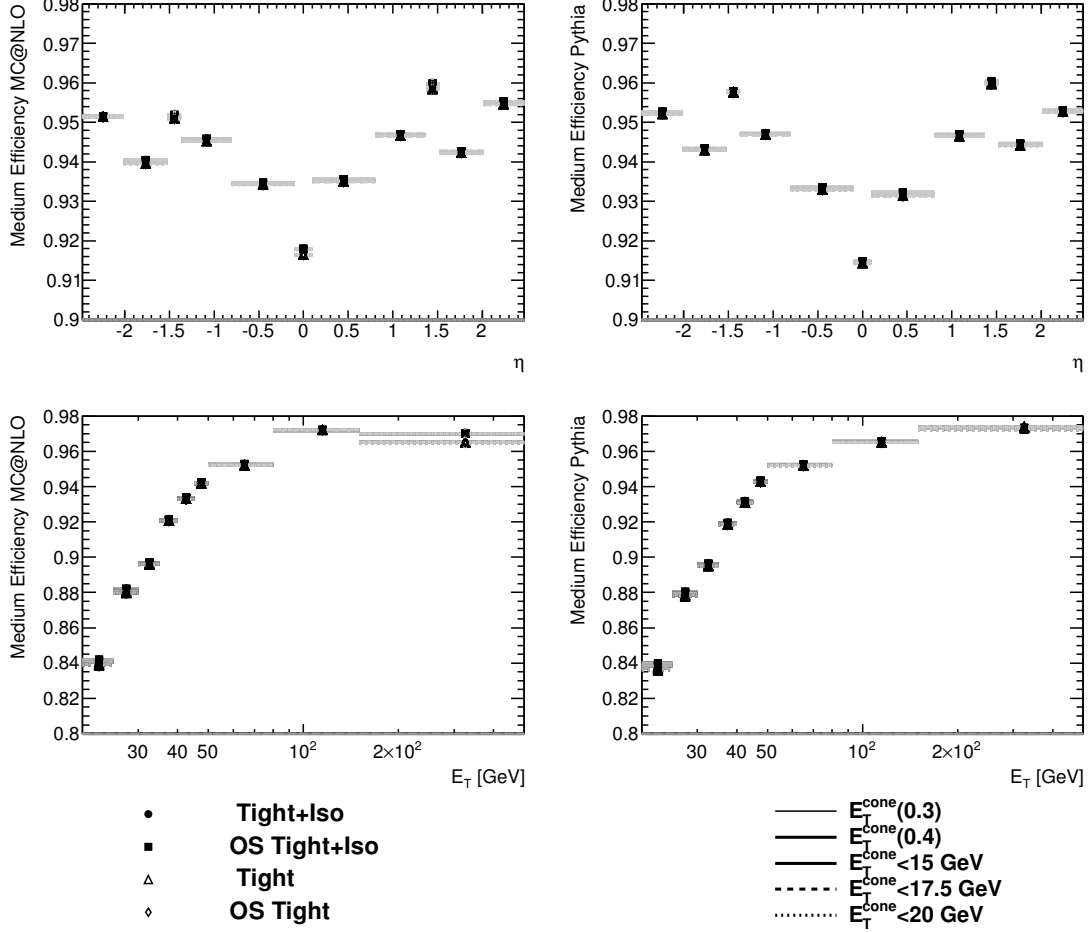 Medium Efficiency MC@NLO
0.98
0.97
0.96
0.95
0.94
0.93
0.92
0.91
0.9
-2 -1.5 -1 -0.5 0 0.5 1 1.5 2
η
Medium Efficiency Pythia
0.98
0.97
0.96
0.95
0.94
0.93
0.92
0.91
0.9
-2 -1.5 -1 -0.5 0 0.5 1 1.5 2
η
Medium Efficiency MC@NLO
0.98
0.96
0.94
0.92
0.9
0.88
0.86
0.84
0.82
0.8
30 40 50 10² 2×10²
E_T [GeV]
Medium Efficiency Pythia
0.98
0.96
0.94
0.92
0.9
0.88
0.86
0.84
0.82
0.8
30 40 50 10² 2×10²
E_T [GeV]
Tight+Iso
OS Tight+Iso
Tight
OS Tight
E_T^cone(0.3)
E_T^cone(0.4)
E_T^cone<15 GeV
E_T^cone<17.5 GeV
E_T^cone<20 GeV